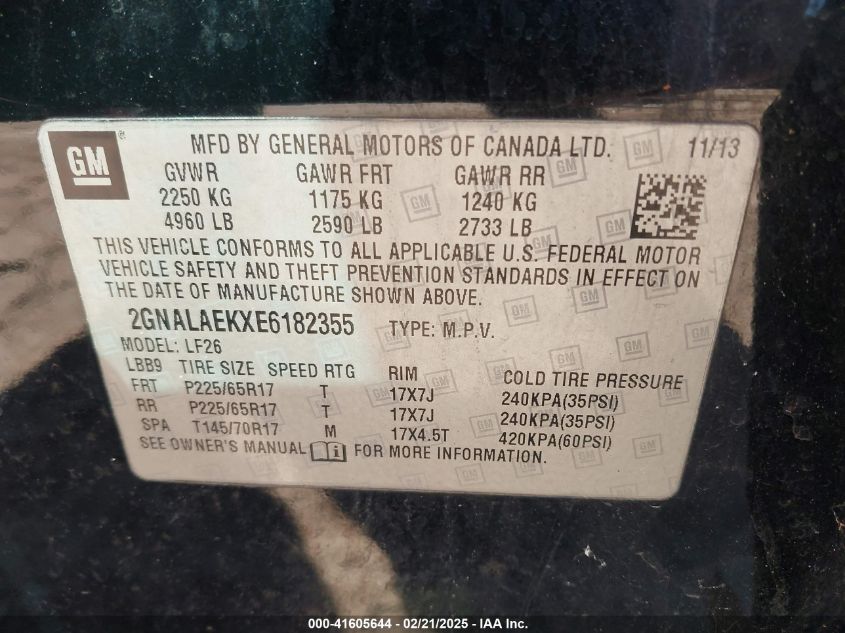 GM ® MFD BY GENERAL MOTORS OF CANADA LTD. 11/13
GVWR GAWR FRT GAWR RR
2250 KG 1175 KG 1240 KG
4960 LB 2590 LB 2733 LB
THIS VEHICLE CONFORMS TO ALL APPLICABLE U.S. FEDERAL MOTOR
VEHICLE SAFETY AND THEFT PREVENTION STANDARDS IN EFFECT ON
THE DATE OF MANUFACTURE SHOWN ABOVE.
2GNALAEKXE6182355 TYPE: M.P.V.
MODEL: LF26
LBB9 TIRE SIZE SPEED RTG RIM COLD TIRE PRESSURE
FRT P225/65R17 T 17X7J 240KPA(35PSI)
RR P225/65R17 T 17X7J 240KPA(35PSI)
SPA T145/70R17 M 17X4.5T 420KPA(60PSI)
SEE OWNER'S MANUAL FOR MORE INFORMATION.
000-41605644 - 02/21/2025 - IAA Inc.